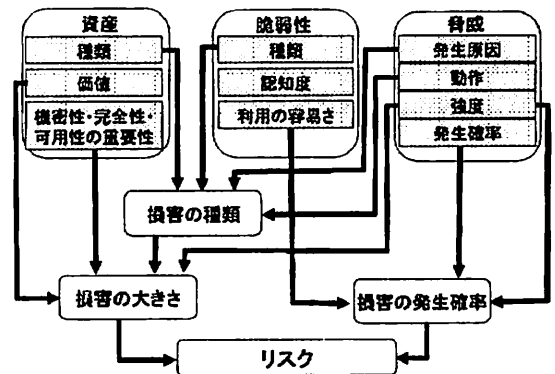 資産
種類
価値
機密性・完全性・
可用性の重要性
脆弱性
種類
認知度
利用の容易さ
脅威
発生原因
動作
強度
発生確率
損害の種類
損害の大きさ
損害の発生確率
リスク